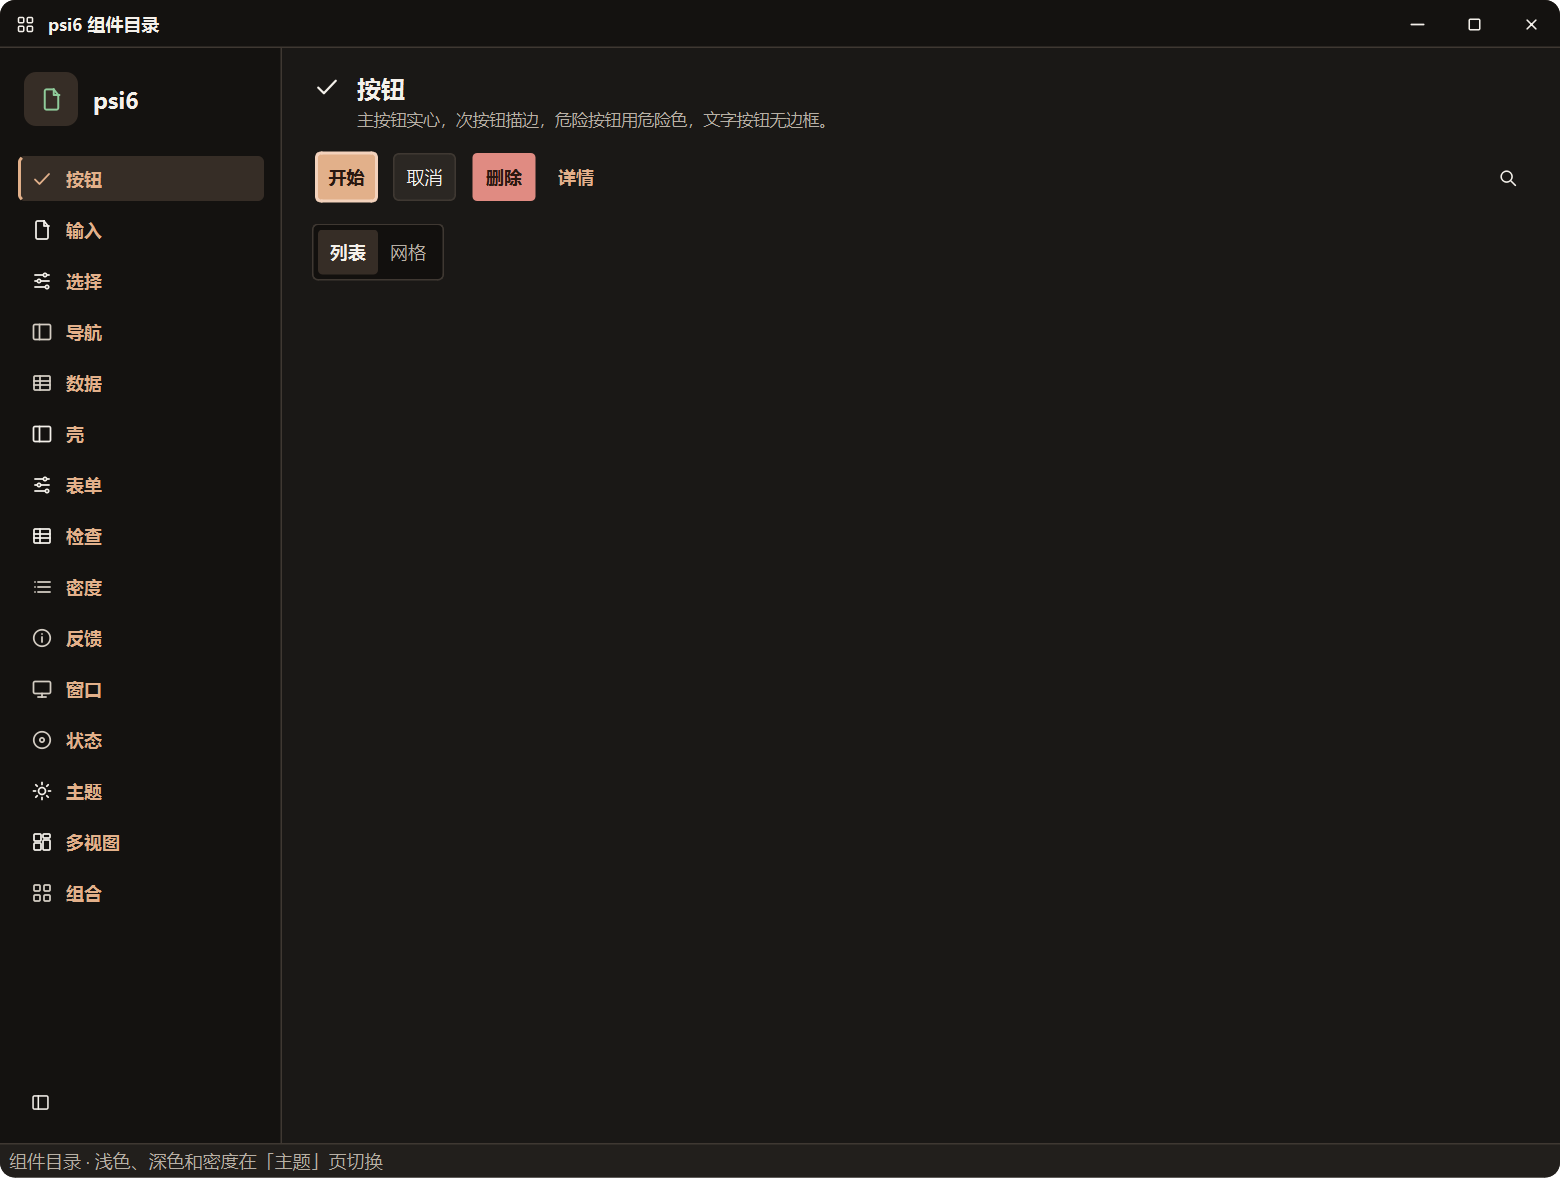 psi6 组件目录
psi6
按钮
输入
选择
导航
数据
壳
表单
检查
密度
反馈
窗口
状态
主题
多视图
组合
按钮
主按钮实心，次按钮描边，危险按钮用危险色，文字按钮无边框。
开始 取消 删除 详情
列表 网格
组件目录 · 浅色、深色和密度在「主题」页切换